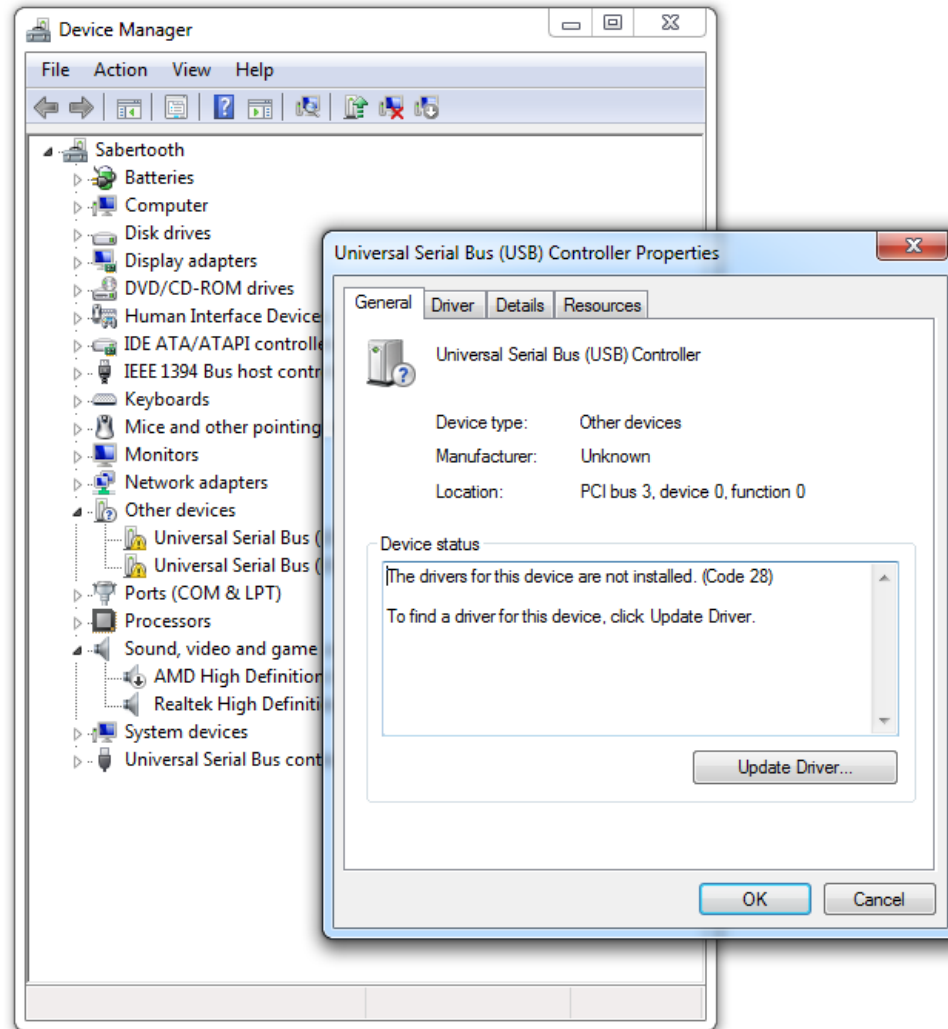 Device Manager
File Action View Help
Sabertooth
Batteries
Computer
Disk drives
Display adapters
DVD/CD-ROM drives
Human Interface Device
IDE ATA/ATAPI controlle
IEEE 1394 Bus host contr
Keyboards
Mice and other pointing
Monitors
Network adapters
Other devices
Universal Serial Bus (
Universal Serial Bus (
Ports (COM & LPT)
Processors
Sound, video and game
AMD High Definition
Realtek High Definiti
System devices
Universal Serial Bus cont
Universal Serial Bus (USB) Controller Properties
General Driver Details Resources
Universal Serial Bus (USB) Controller
Device type: Other devices
Manufacturer: Unknown
Location: PCI bus 3, device 0, function 0
Device status
The drivers for this device are not installed. (Code 28)
To find a driver for this device, click Update Driver.
Update Driver...
OK Cancel